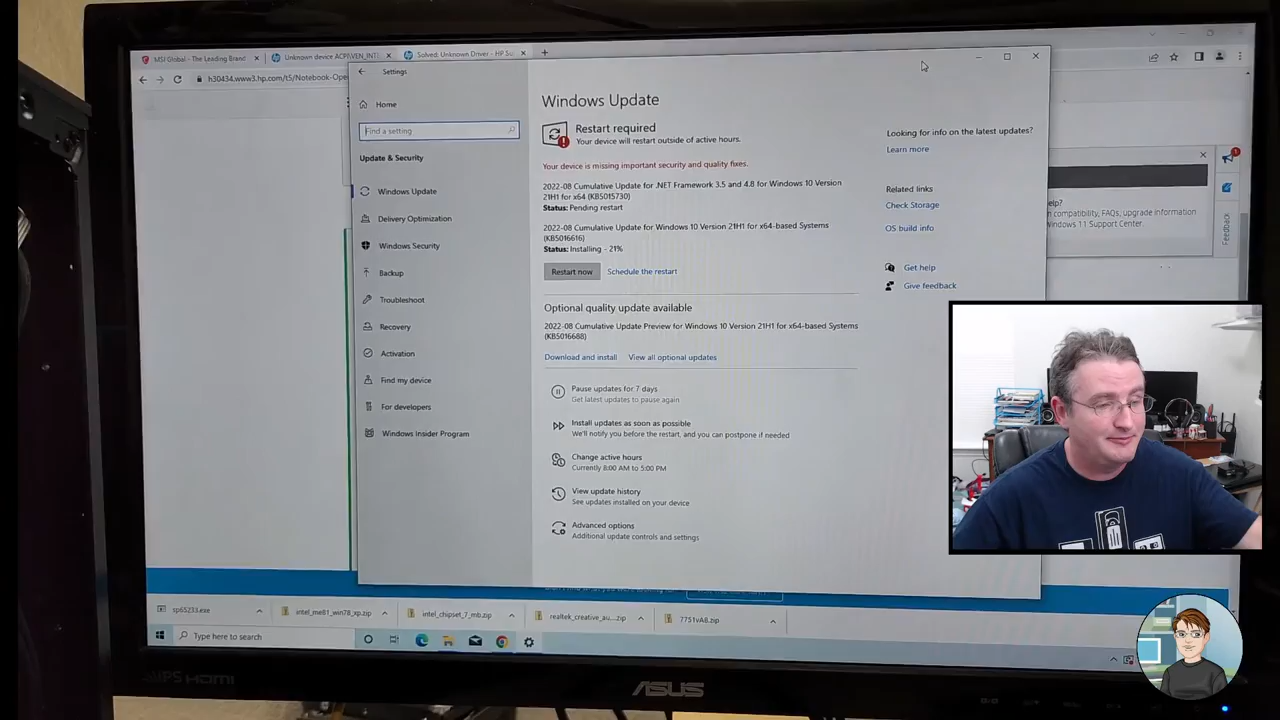 MSI Global - The Leading Brand
Unknown device ACPI\VEN_INT
Solved: Unknown Driver - HP Su
h30434.www3.hp.com/t5/Notebook-Ope
Settings
Home
Find a setting
Update & Security
Windows Update
Delivery Optimization
Windows Security
Backup
Troubleshoot
Recovery
Activation
Find my device
For developers
Windows Insider Program
Windows Update
Restart required
Your device will restart outside of active hours.
Your device is missing important security and quality fixes.
2022-08 Cumulative Update for .NET Framework 3.5 and 4.8 for Windows 10 Version
21H1 for x64 (KB5015730)
Status: Pending restart
2022-08 Cumulative Update for Windows 10 Version 21H1 for x64-based Systems
(KB5016616)
Status: Installing - 21%
Restart now
Schedule the restart
Optional quality update available
2022-08 Cumulative Update Preview for Windows 10 Version 21H1 for x64-based Systems
(KB5016688)
Download and install
View all optional updates
Pause updates for 7 days
Get latest updates to pause again
Install updates as soon as possible
We'll notify you before the restart, and you can postpone if needed
Change active hours
Currently 8:00 AM to 5:00 PM
View update history
See updates installed on your device
Advanced options
Additional update controls and settings
Looking for info on the latest updates?
Learn more
Related links
Check Storage
OS build info
Get help
Give feedback
elp?
n compatibility, FAQs, upgrade information
Windows 11 Support Center.
Feedback
sp65233.exe
intel_me81_win78_xp.zip
intel_chipset_7_mb.zip
realtek_creative_au....zip
7751vAB.zip
Type here to search
HDMI
ASUS